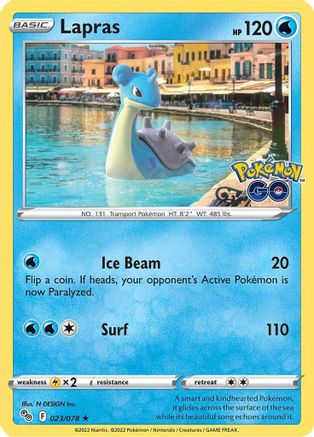 BASIC Lapras HP 120
Pokémon
GO
NO. 131 Transport Pokémon HT: 8'2" WT: 485 lbs.
Ice Beam 20
Flip a coin. If heads, your opponent's Active Pokémon is
now Paralyzed.
Surf 110
weakness ×2 resistance retreat
Illus. N-DESIGN Inc.
F 023/078 ★
A smart and kindhearted Pokémon,
it glides across the surface of the sea
while its beautiful song echoes around it.
©2022 Niantic. ©2022 Pokémon / Nintendo / Creatures / GAME FREAK.